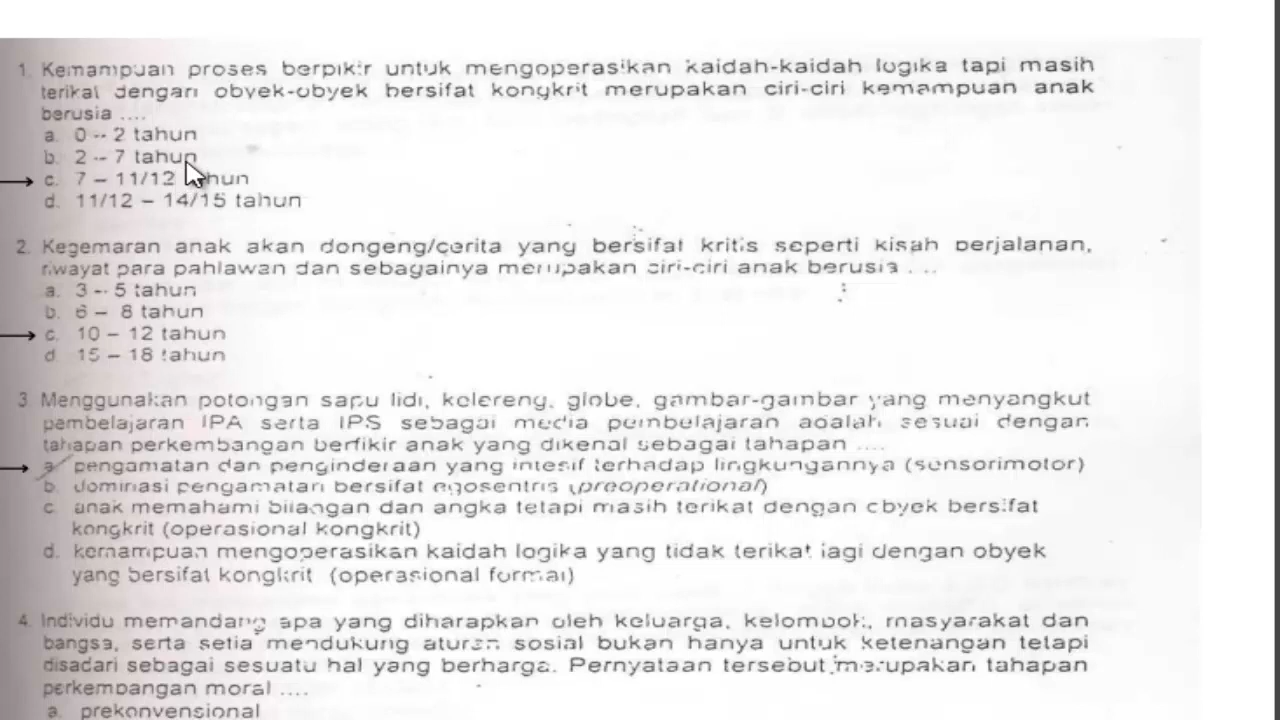 1. Kemampuan proses berpikir untuk mengoperasikan kaidah-kaidah logika tapi masih
terikat dengan obyek-obyek bersifat kongkrit merupakan ciri-ciri kemampuan anak
berusia ....
a. 0 – 2 tahun
b. 2 – 7 tahun
c. 7 – 11/12 tahun
d. 11/12 – 14/15 tahun
2. Kegemaran anak akan dongeng/cerita yang bersifat kritis seperti kisah perjalanan,
riwayat para pahlawan dan sebagainya merupakan ciri-ciri anak berusia ....
a. 3 – 5 tahun
b. 6 – 8 tahun
c. 10 – 12 tahun
d. 15 – 18 tahun
3. Menggunakan potongan sapu lidi, kelereng, globe, gambar-gambar yang menyangkut
pembelajaran IPA serta IPS sebagai media pembelajaran adalah sesuai dengan
tahapan perkembangan berfikir anak yang dikenal sebagai tahapan ....
a. pengamatan dan penginderaan yang intesif terhadap lingkungannya (sensorimotor)
b. dominasi pengamatan bersifat egosentris (preoperational)
c. anak memahami bilangan dan angka tetapi masih terikat dengan obyek bersifat
kongkrit (operasional kongkrit)
d. kemampuan mengoperasikan kaidah logika yang tidak terikat lagi dengan obyek
yang bersifat kongkrit (operasional formal)
4. Individu memandang apa yang diharapkan oleh keluarga, kelompok, masyarakat dan
bangsa, serta setia mendukung aturan sosial bukan hanya untuk ketenangan tetapi
disadari sebagai sesuatu hal yang berharga. Pernyataan tersebut merupakan tahapan
perkembangan moral ....
a. prekonvensional